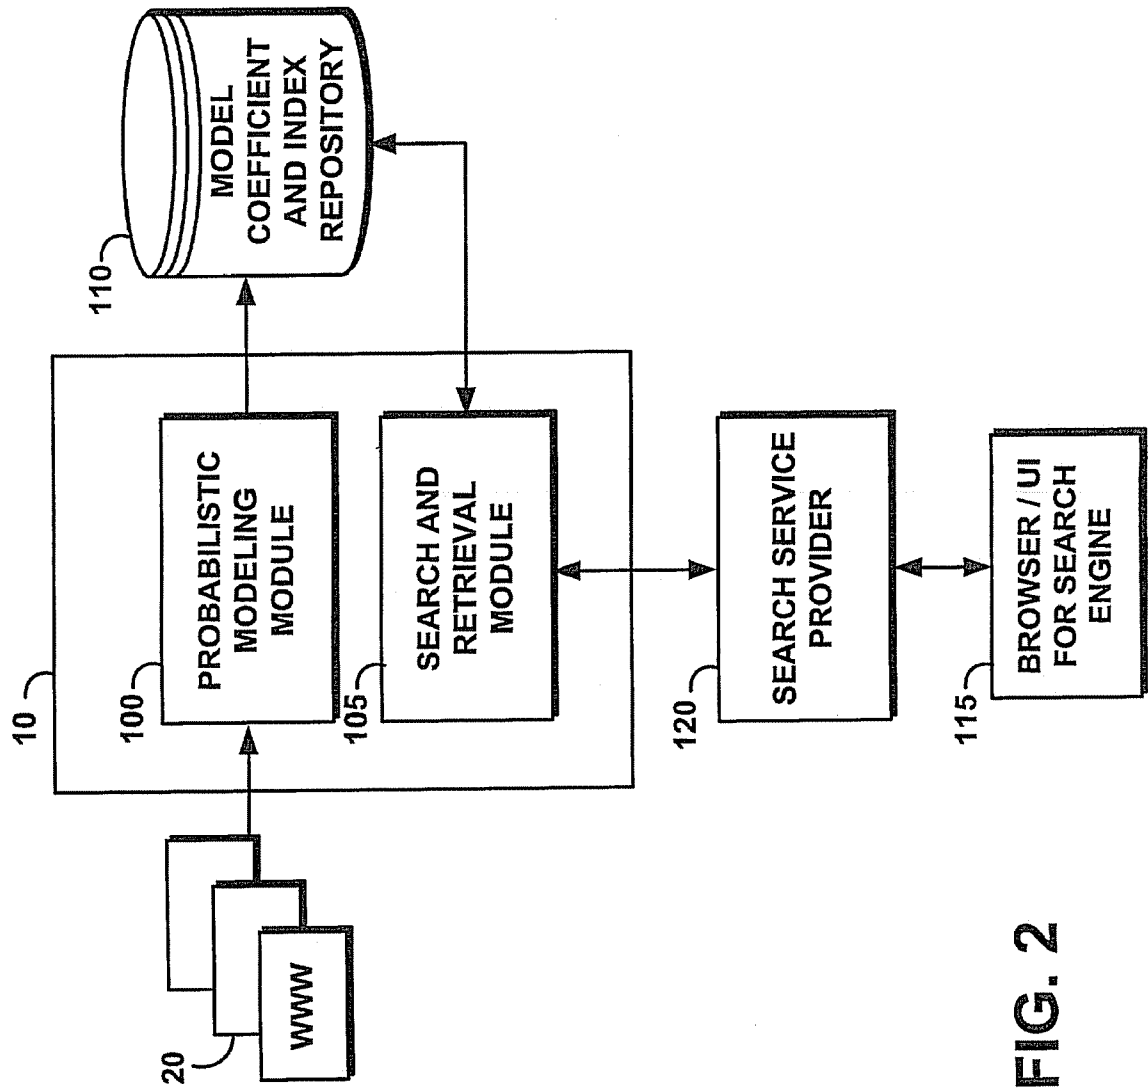 10
100
PROBABILISTIC
MODELING
MODULE
110
MODEL
COEFFICIENT
AND INDEX
REPOSITORY
20
WWW
105
SEARCH AND
RETRIEVAL
MODULE
120
SEARCH SERVICE
PROVIDER
115
BROWSER / UI
FOR SEARCH
ENGINE
FIG. 2